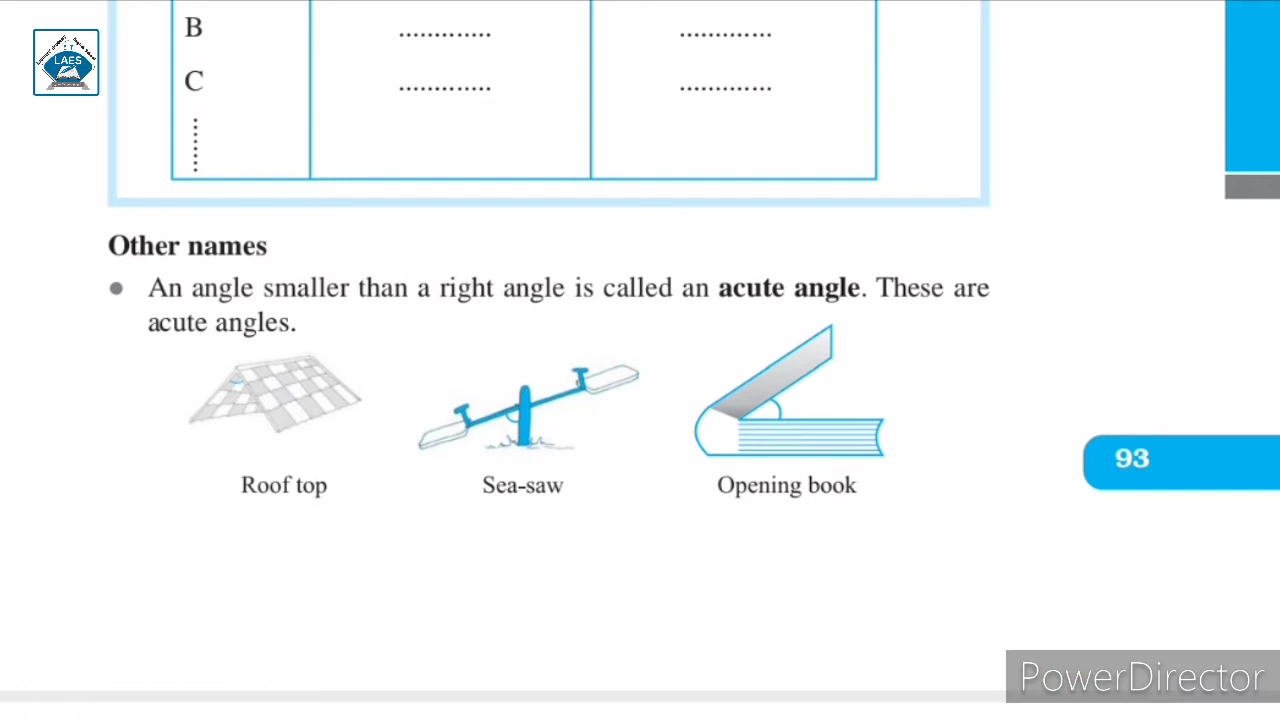 B ............. .............
C ............. .............
LAES
Other names
● An angle smaller than a right angle is called an acute angle. These are
acute angles.
Roof top Sea-saw Opening book
93
PowerDirector